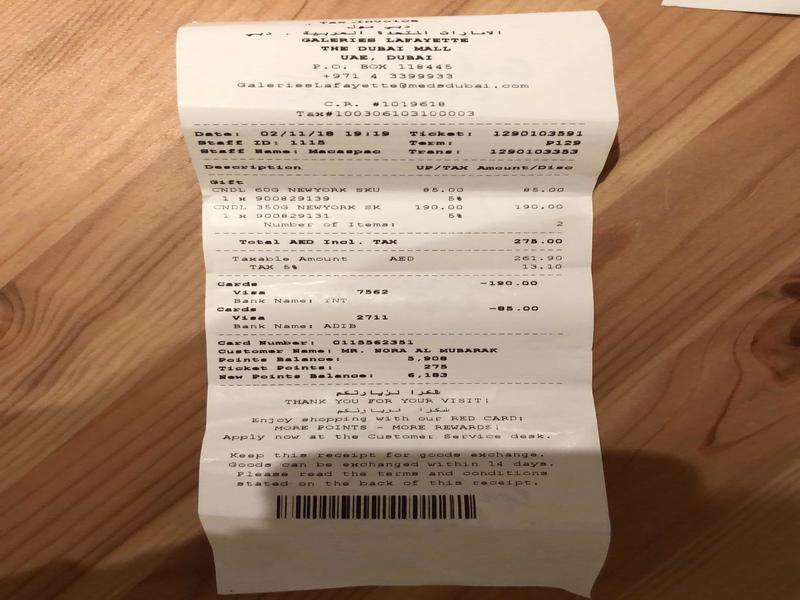 Tax Invoice
دبي مول
الامارات المتحدة العربية . دبي
GALERIES LAFAYETTE
THE DUBAI MALL
UAE, DUBAI
P.O. BOX 118445
+971 4 3399933
GaleriesLafayette@medsdubai.com
C.R. #1019618
Tax#100306103100003
Date: 02/11/18 19:19 Ticket: 1290103591
Staff ID: 1115 Term: P129
Staff Name: Macaspac Trans: 1290103353
Description UP/TAX Amount/Disc
Gift
CNDL 60G NEWYORK SKU 85.00 85.00
1 x 900829139 5%
CNDL 350G NEWYORK SK 190.00 190.00
1 x 900829131 5%
Number of Items: 2
Total AED Incl. TAX 275.00
Taxable Amount AED 261.90
TAX 5% 13.10
Cards -190.00
Visa 7562
Bank Name: INT
Cards -85.00
Visa 2711
Bank Name: ADIB
Card Number: 0115562351
Customer Name: MR. NORA AL MUBARAK
Points Balance: 5,908
Ticket Points: 275
New Points Balance: 6,183
شكرا لزيارتكم
THANK YOU FOR YOUR VISIT!
شكرا لزيارتكم
Enjoy shopping with our RED CARD:
MORE POINTS - MORE REWARDS!
Apply now at the Customer Service desk.
Keep this receipt for goods exchange.
Goods can be exchanged within 14 days.
Please read the terms and conditions
stated on the back of this receipt.